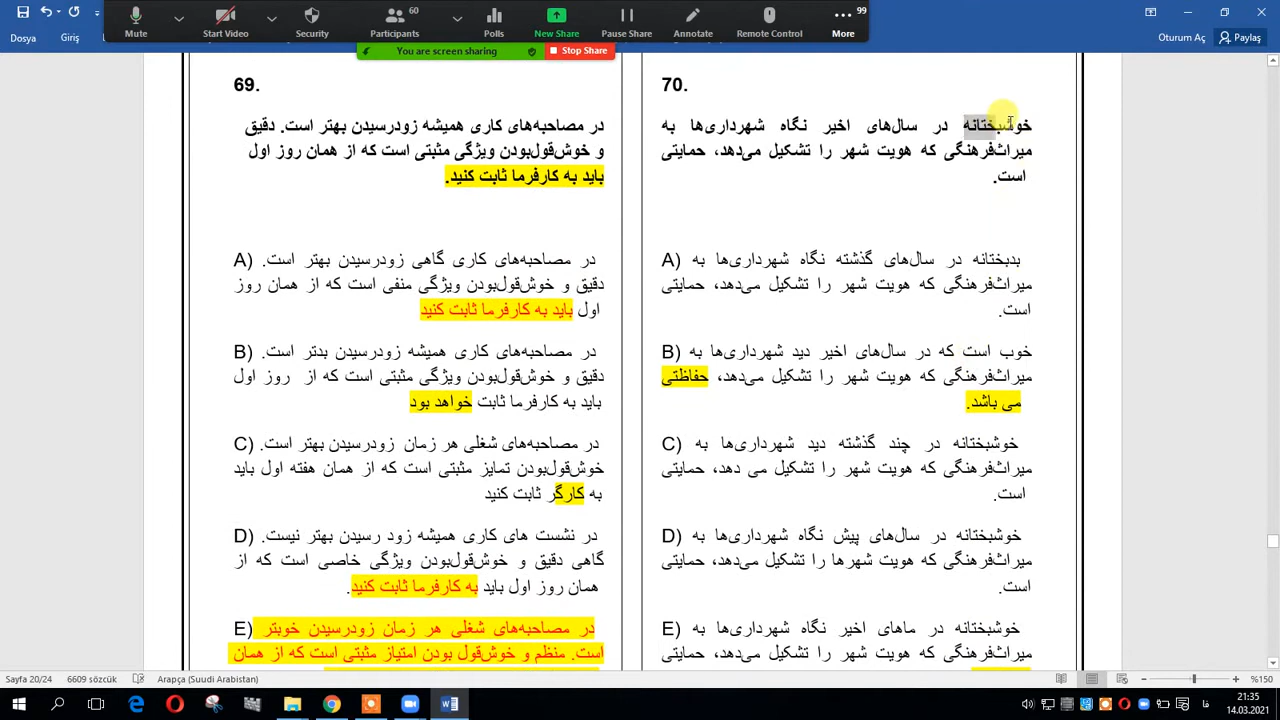 Dosya
Giriş
Mute
Start Video
Security
60
Participants
Polls
New Share
Pause Share
Annotate
Remote Control
99
More
You are screen sharing
Stop Share
Oturum Aç
Paylaş
69.
در مصاحبه‌های کاری همیشه زودرسیدن بهتر است. دقیق
و خوش‌قول‌بودن ویژگی مثبتی است که از همان روز اول
باید به کارفرما ثابت کنید.
A) در مصاحبه‌های کاری گاهی زودرسیدن بهتر است.
دقیق و خوش‌قول‌بودن ویژگی منفی است که از همان روز
اول باید به کارفرما ثابت کنید
B) در مصاحبه‌های کاری همیشه زودرسیدن بدتر است.
دقیق و خوش‌قول‌بودن ویژگی مثبتی است که از روز اول
باید به کارفرما ثابت خواهد بود
C) در مصاحبه‌های شغلی هر زمان زودرسیدن بهتر است.
خوش‌قول‌بودن تمایز مثبتی است که از همان هفته اول باید
به کارگر ثابت کنید
D) در نشست های کاری همیشه زود رسیدن بهتر نیست.
گاهی دقیق و خوش‌قول‌بودن ویژگی خاصی است که از
همان روز اول باید به کارفرما ثابت کنید.
E) در مصاحبه‌های شغلی هر زمان زودرسیدن خوبتر
است. منظم و خوش‌قول بودن امتیاز مثبتی است که از همان
70.
خوشبختانه در سال‌های اخیر نگاه شهرداری‌ها به
میراث‌فرهنگی که هویت شهر را تشکیل می‌دهد، حمایتی
است.
A) بدبختانه در سال‌های گذشته نگاه شهرداری‌ها به
میراث‌فرهنگی که هویت شهر را تشکیل می‌دهد، حمایتی
است.
B) خوب است که در سال‌های اخیر دید شهرداری‌ها به
میراث‌فرهنگی که هویت شهر را تشکیل می‌دهد، حفاظتی
می باشد.
C) خوشبختانه در چند گذشته دید شهرداری‌ها به
میراث‌فرهنگی که هویت شهر را تشکیل می دهد، حمایتی
است.
D) خوشبختانه در سال‌های پیش نگاه شهرداری‌ها به
میراث‌فرهنگی که هویت شهرها را تشکیل می‌دهد، حمایتی
است.
E) خوشبختانه در ماهای اخیر نگاه شهرداری‌ها به
میراث‌فرهنگی که هویت شهر را تشکیل می‌دهد، حمایتی
Sayfa 20/24
6609 sözcük
Arapça (Suudi Arabistan)
%150
21:35
14.03.2021
فا